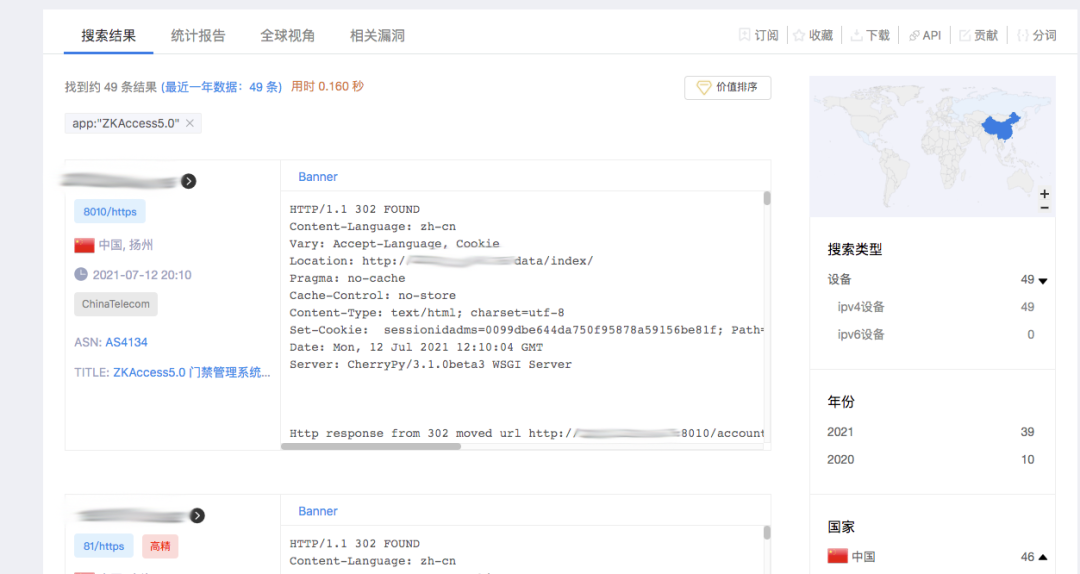 搜索结果 统计报告 全球视角 相关漏洞 订阅 收藏 下载 API 贡献 分词
找到约 49 条结果 (最近一年数据：49 条) 用时 0.160 秒
价值排序
app:"ZKAccess5.0" ×
8010/https
中国, 扬州
2021-07-12 20:10
ChinaTelecom
ASN: AS4134
TITLE: ZKAccess5.0 门禁管理系统...
Banner
HTTP/1.1 302 FOUND
Content-Language: zh-cn
Vary: Accept-Language, Cookie
Location: http:/ data/index/
Pragma: no-cache
Cache-Control: no-store
Content-Type: text/html; charset=utf-8
Set-Cookie: sessionidadms=0099dbe644da750f95878a59156be81f; Path=
Date: Mon, 12 Jul 2021 12:10:04 GMT
Server: CherryPy/3.1.0beta3 WSGI Server
Http response from 302 moved url http:// 8010/account
81/https 高精
Banner
HTTP/1.1 302 FOUND
Content-Language: zh-cn
+
−
搜索类型
设备 49
ipv4设备 49
ipv6设备 0
年份
2021 39
2020 10
国家
中国 46